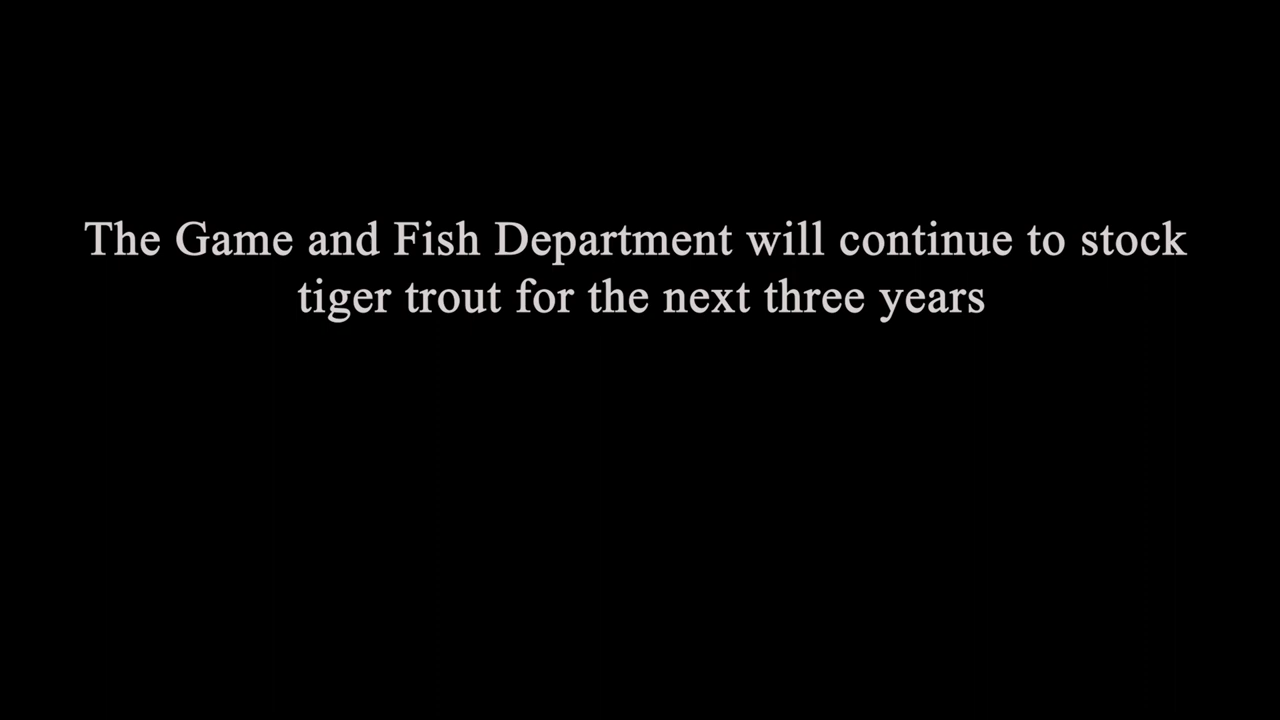 The Game and Fish Department will continue to stock
tiger trout for the next three years